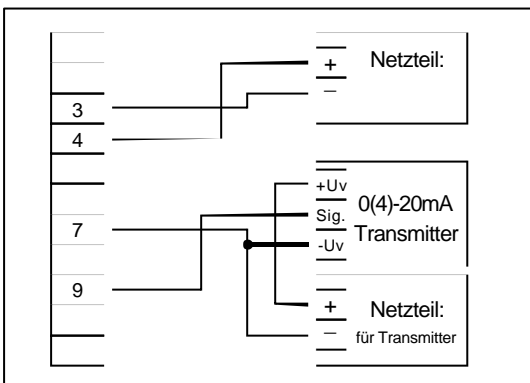 3
4
7
9
+
–
Netzteil:
+Uv
Sig.
-Uv
0(4)-20mA
Transmitter
+
–
Netzteil:
für Transmitter